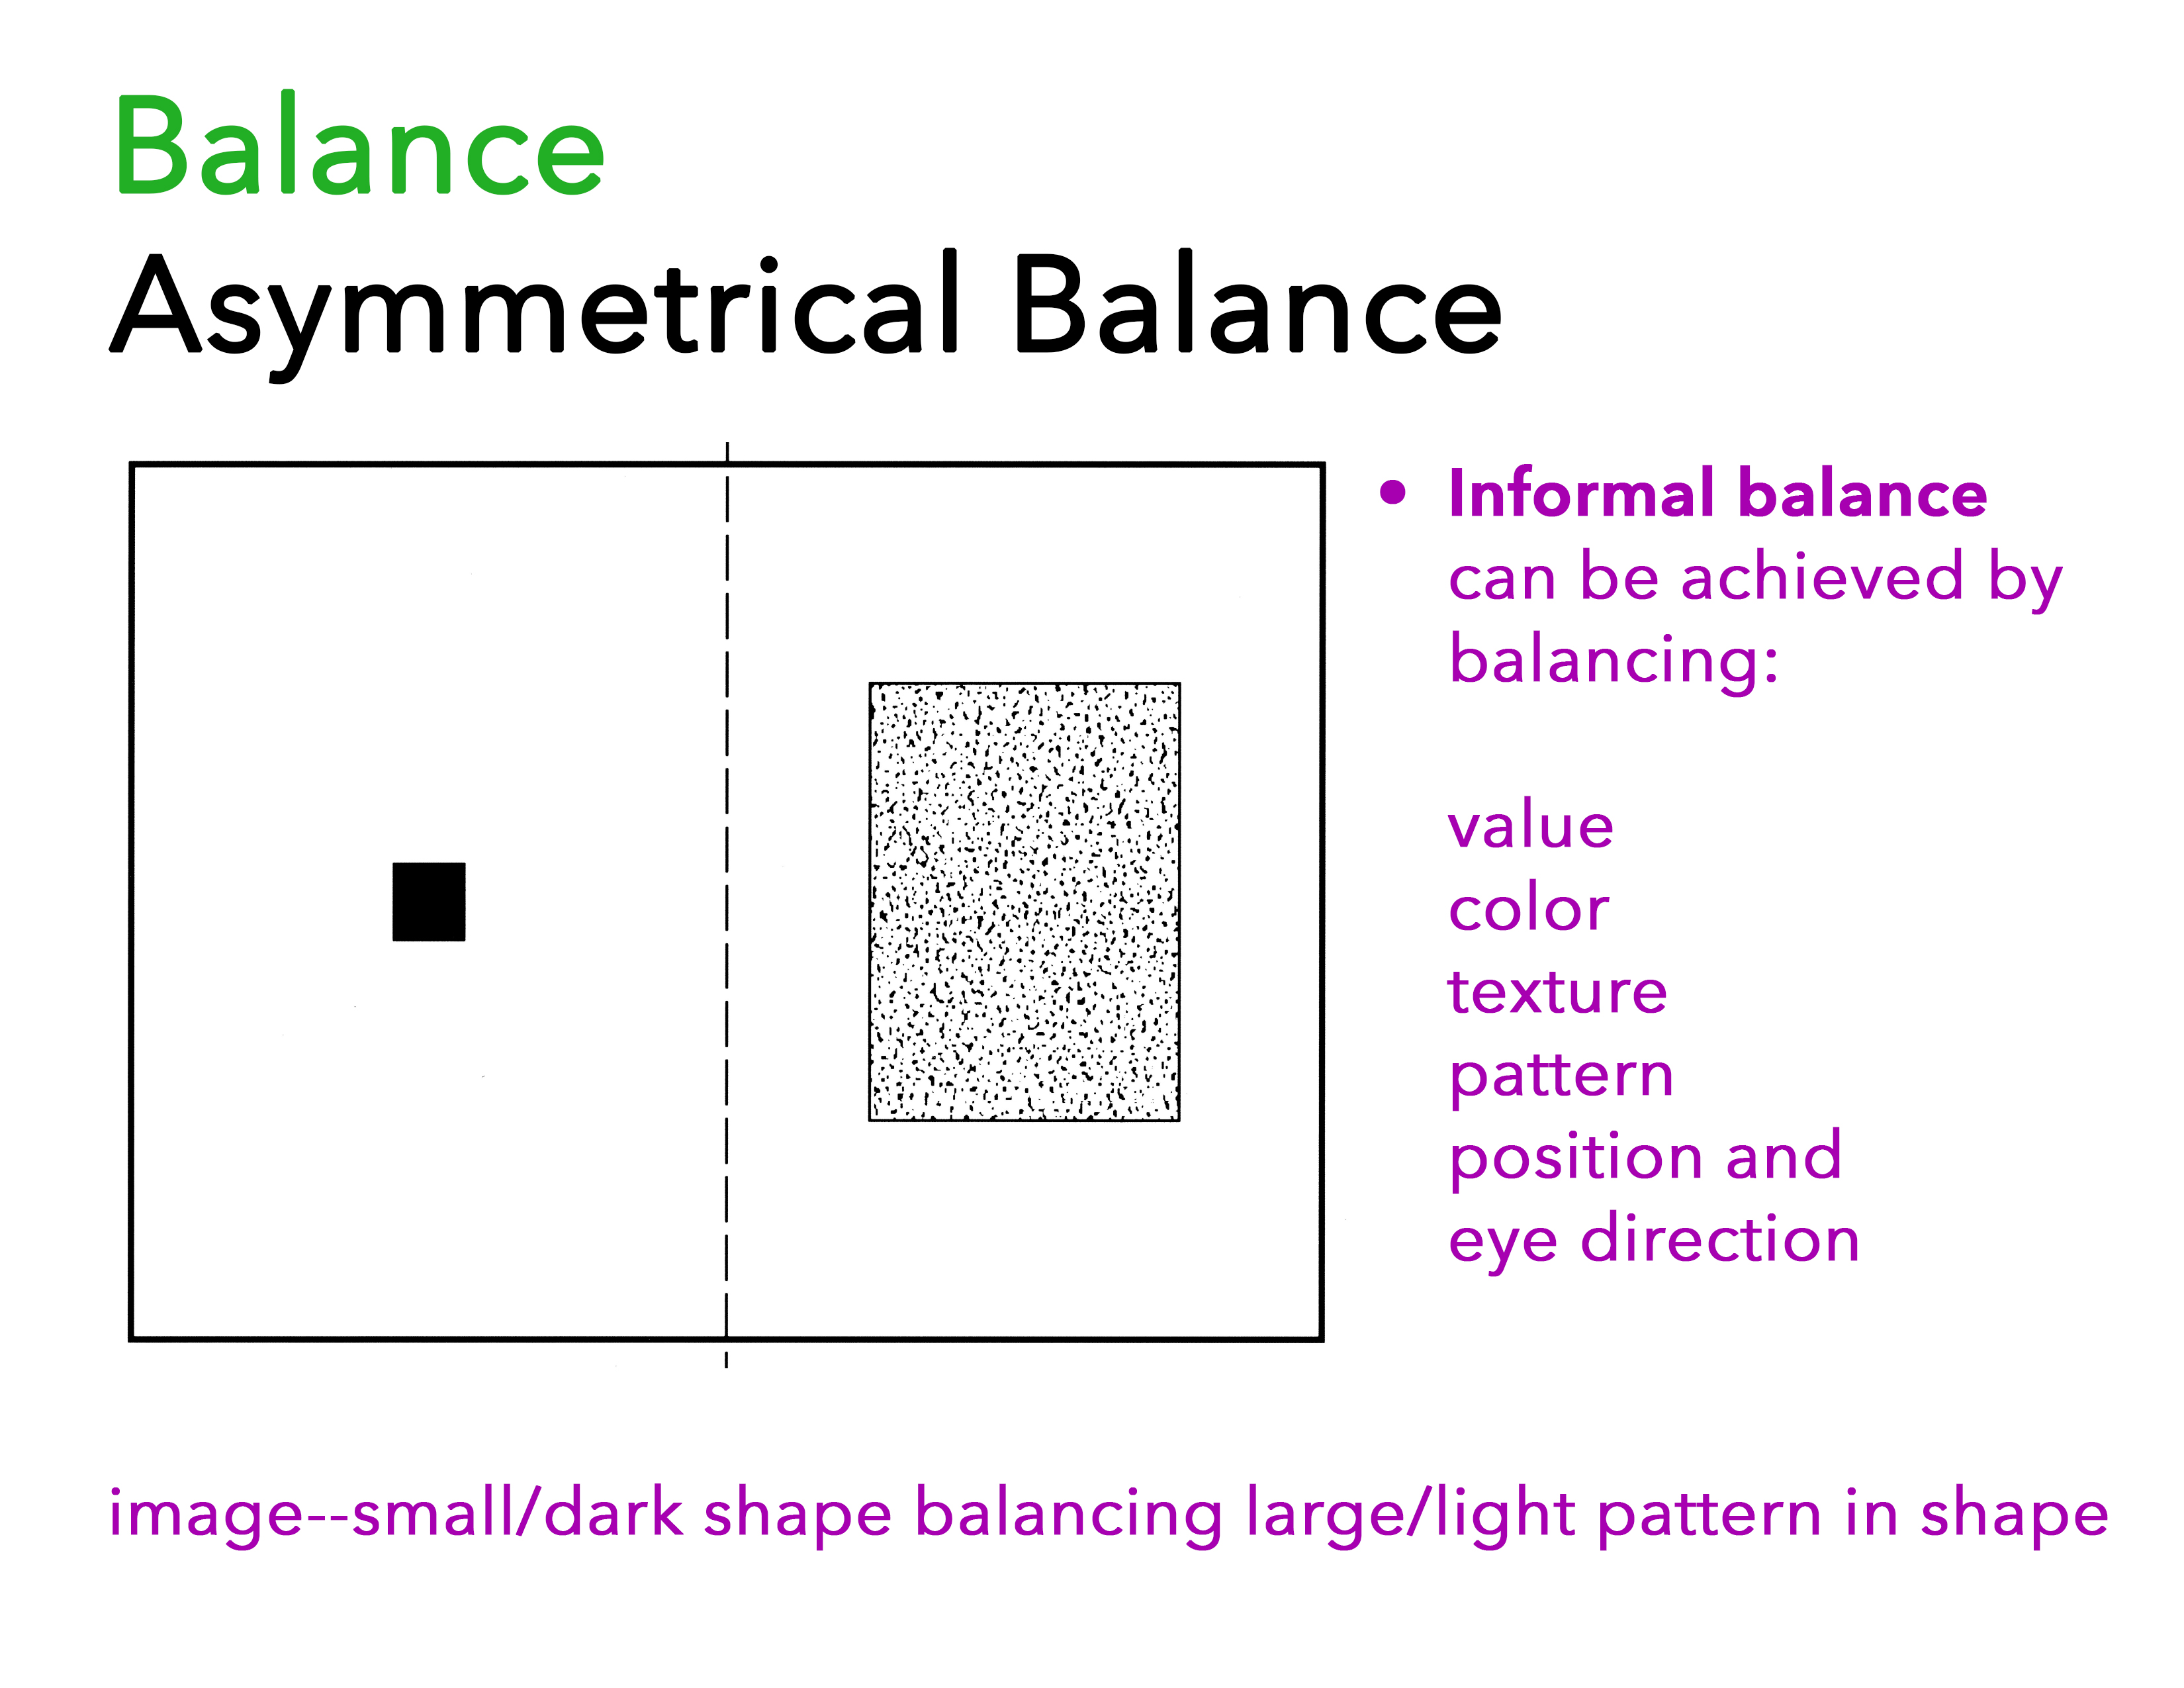 Balance
Asymmetrical Balance
• Informal balance
can be achieved by
balancing:
value
color
texture
pattern
position and
eye direction
image--small/dark shape balancing large/light pattern in shape